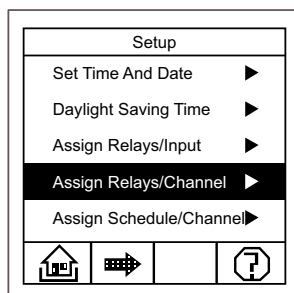 Setup
Set Time And Date
Daylight Saving Time
Assign Relays/Input
Assign Relays/Channel
Assign Schedule/Channel
?